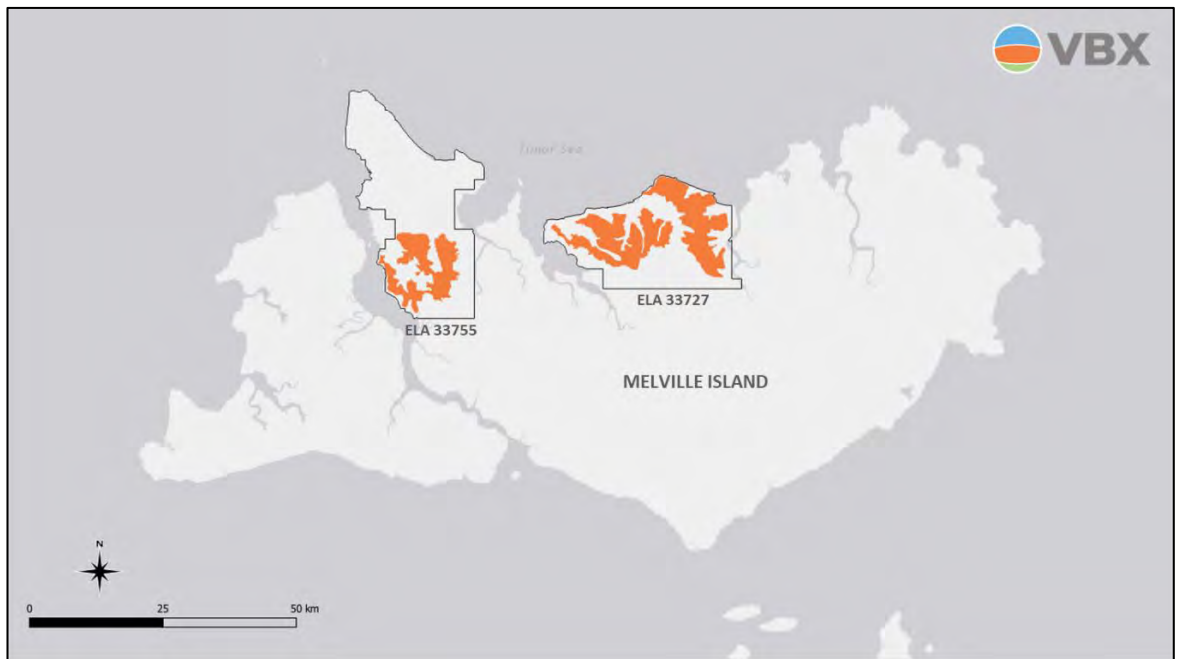 VBX
Timor Sea
ELA 33727
ELA 33755
MELVILLE ISLAND
N
0 25 50 km